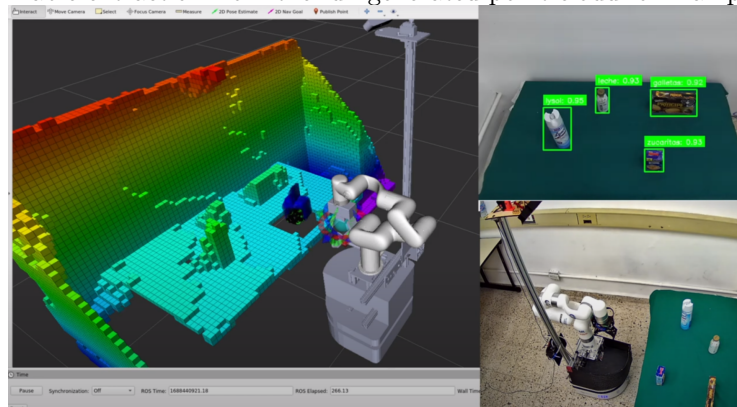 Interact Move Camera Select Focus Camera Measure 2D Pose Estimate 2D Nav Goal Publish Point
leche: 0.93
galletas: 0.92
lysol: 0.95
zucaritas: 0.93
Time
Pause Synchronization: Off ROS Time: 1688440921.18 ROS Elapsed: 266.13 Wall Time